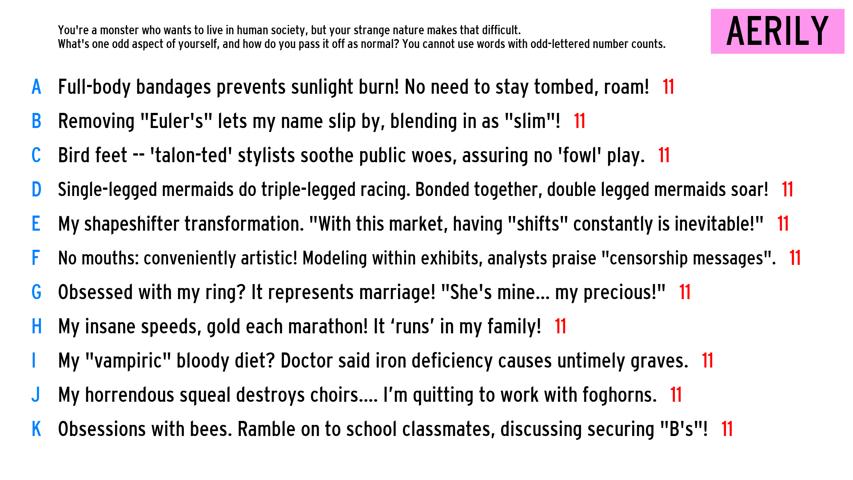 You're a monster who wants to live in human society, but your strange nature makes that difficult.
What's one odd aspect of yourself, and how do you pass it off as normal? You cannot use words with odd-lettered number counts.
AERILY
A Full-body bandages prevents sunlight burn! No need to stay tombed, roam! 11
B Removing "Euler's" lets my name slip by, blending in as "slim"! 11
C Bird feet -- 'talon-ted' stylists soothe public woes, assuring no 'fowl' play. 11
D Single-legged mermaids do triple-legged racing. Bonded together, double legged mermaids soar! 11
E My shapeshifter transformation. "With this market, having "shifts" constantly is inevitable!" 11
F No mouths: conveniently artistic! Modeling within exhibits, analysts praise "censorship messages". 11
G Obsessed with my ring? It represents marriage! "She's mine... my precious!" 11
H My insane speeds, gold each marathon! It ‘runs’ in my family! 11
I My "vampiric" bloody diet? Doctor said iron deficiency causes untimely graves. 11
J My horrendous squeal destroys choirs.... I’m quitting to work with foghorns. 11
K Obsessions with bees. Ramble on to school classmates, discussing securing "B's"! 11